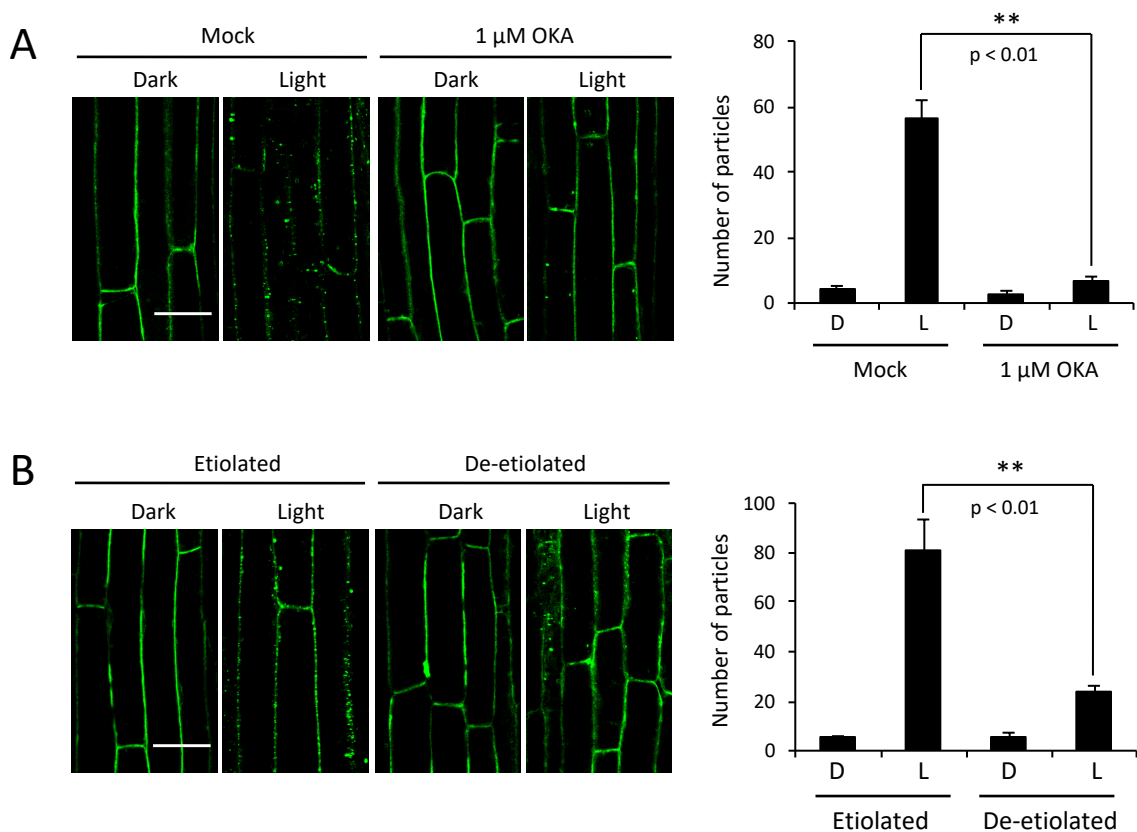 A
Mock
1 µM OKA
Dark
Light
Dark
Light
Number of particles
80
60
40
20
0
**
p < 0.01
D
L
D
L
Mock
1 µM OKA
B
Etiolated
De-etiolated
Dark
Light
Dark
Light
Number of particles
100
80
60
40
20
0
**
p < 0.01
D
L
D
L
Etiolated
De-etiolated